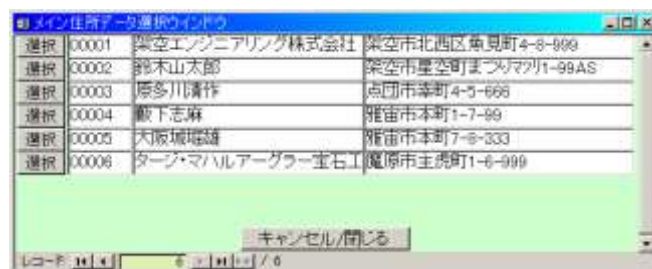 メイン住所データ選択ウインドウ
選択 00001 架空エンジニアリング株式会社 架空市北西区魚見町4-8-999
選択 00002 鈴木山太郎 架空市星空町まつりマツリ1-99AS
選択 00003 原多川清作 点団市幸町4-5-666
選択 00004 藪下志麻 雅宙市本町1-7-99
選択 00005 大阪城堀雄 雅宙市本町7-8-333
選択 00006 タージ・マハルアーグラー宝石工 魔原市主虎町1-6-999
キャンセル/閉じる
レコード 6 / 6